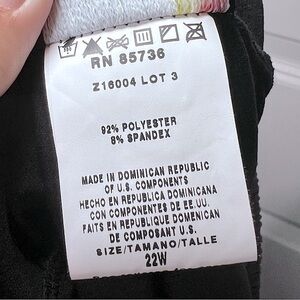 RN 85736
Z16004 LOT 3
92% POLYESTER
8% SPANDEX
MADE IN DOMINICAN REPUBLIC
OF U.S. COMPONENTS
HECHO EN REPUBLICA DOMINICANA
CON COMPONENTES DE EE.UU.
FAITS EN REPUBLIQUE DOMENICAN
DE COMPOSANT U.S.
SIZE/TAMANO/TALLE
22W